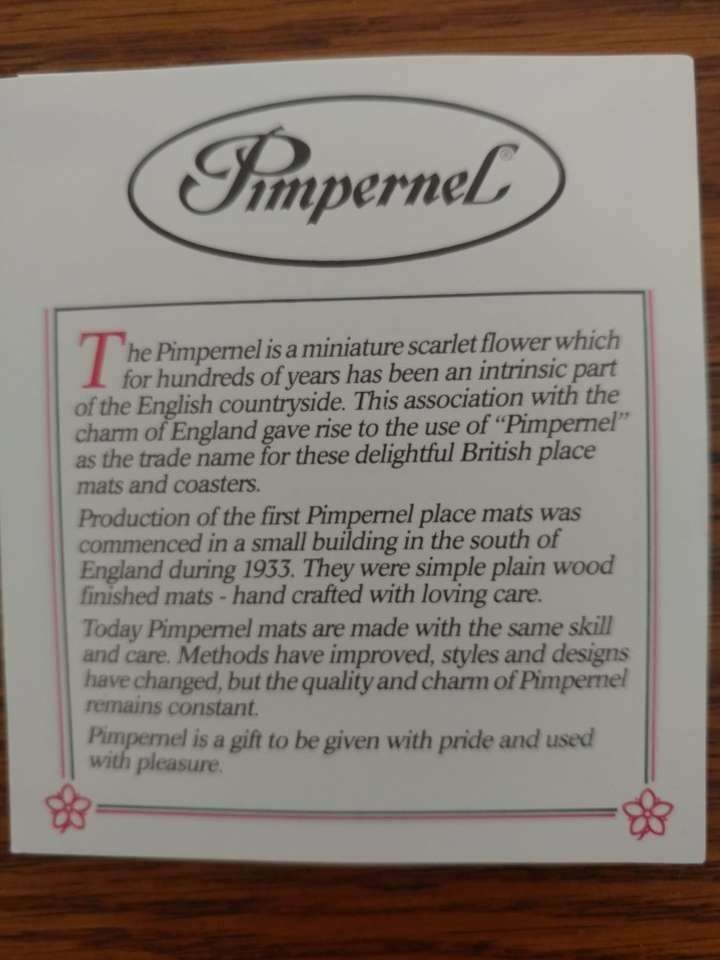 Pimpernel®
The Pimpernel is a miniature scarlet flower which
for hundreds of years has been an intrinsic part
of the English countryside. This association with the
charm of England gave rise to the use of “Pimpernel”
as the trade name for these delightful British place
mats and coasters.
Production of the first Pimpernel place mats was
commenced in a small building in the south of
England during 1933. They were simple plain wood
finished mats - hand crafted with loving care.
Today Pimpernel mats are made with the same skill
and care. Methods have improved, styles and designs
have changed, but the quality and charm of Pimpernel
remains constant.
Pimpernel is a gift to be given with pride and used
with pleasure.